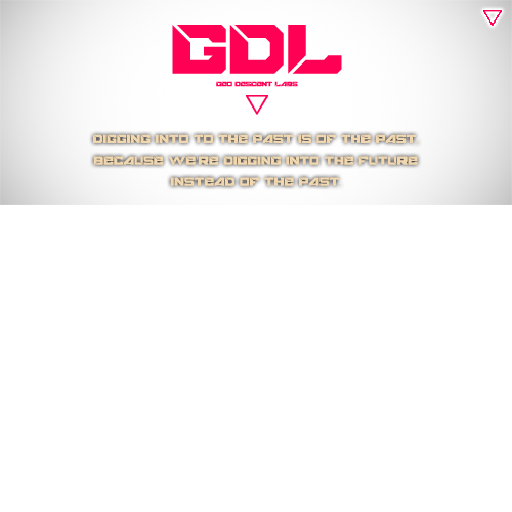 GDL
Geo Descent Labs
Digging into to the past is of the past.
Because we're digging into the future
instead of the past.